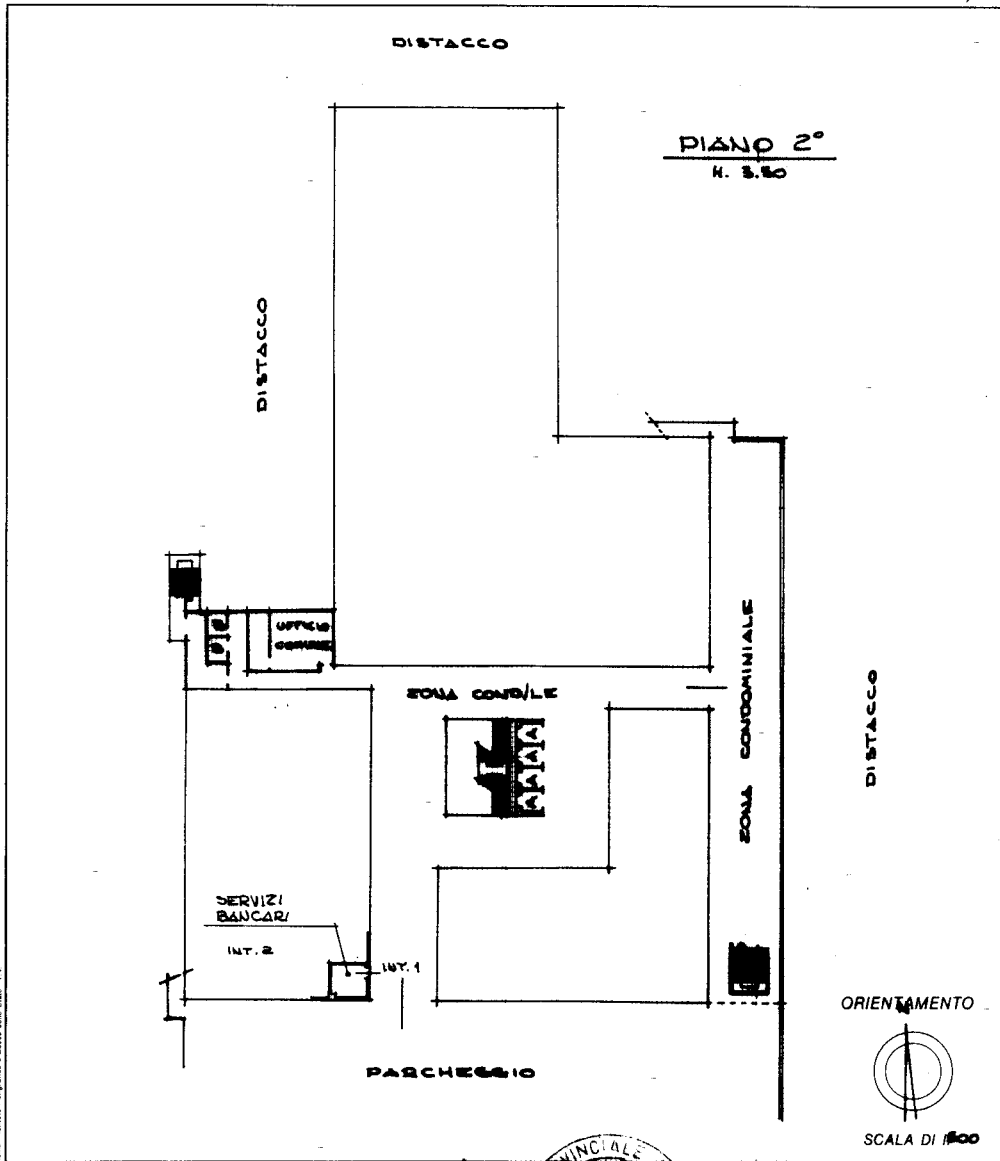 DISTACCO
PIANO 2°
H. 3.50
DISTACCO
UFFICIO
COMUNE
ZONA COND/LE
ZONA CONDOMINIALE
DISTACCO
A
A
A
A
SERVIZI
BANCARI
INT. 2
INT. 1
PARCHEGGIO
ORIENTAMENTO
N
SCALA DI 1:500
VINCIALE